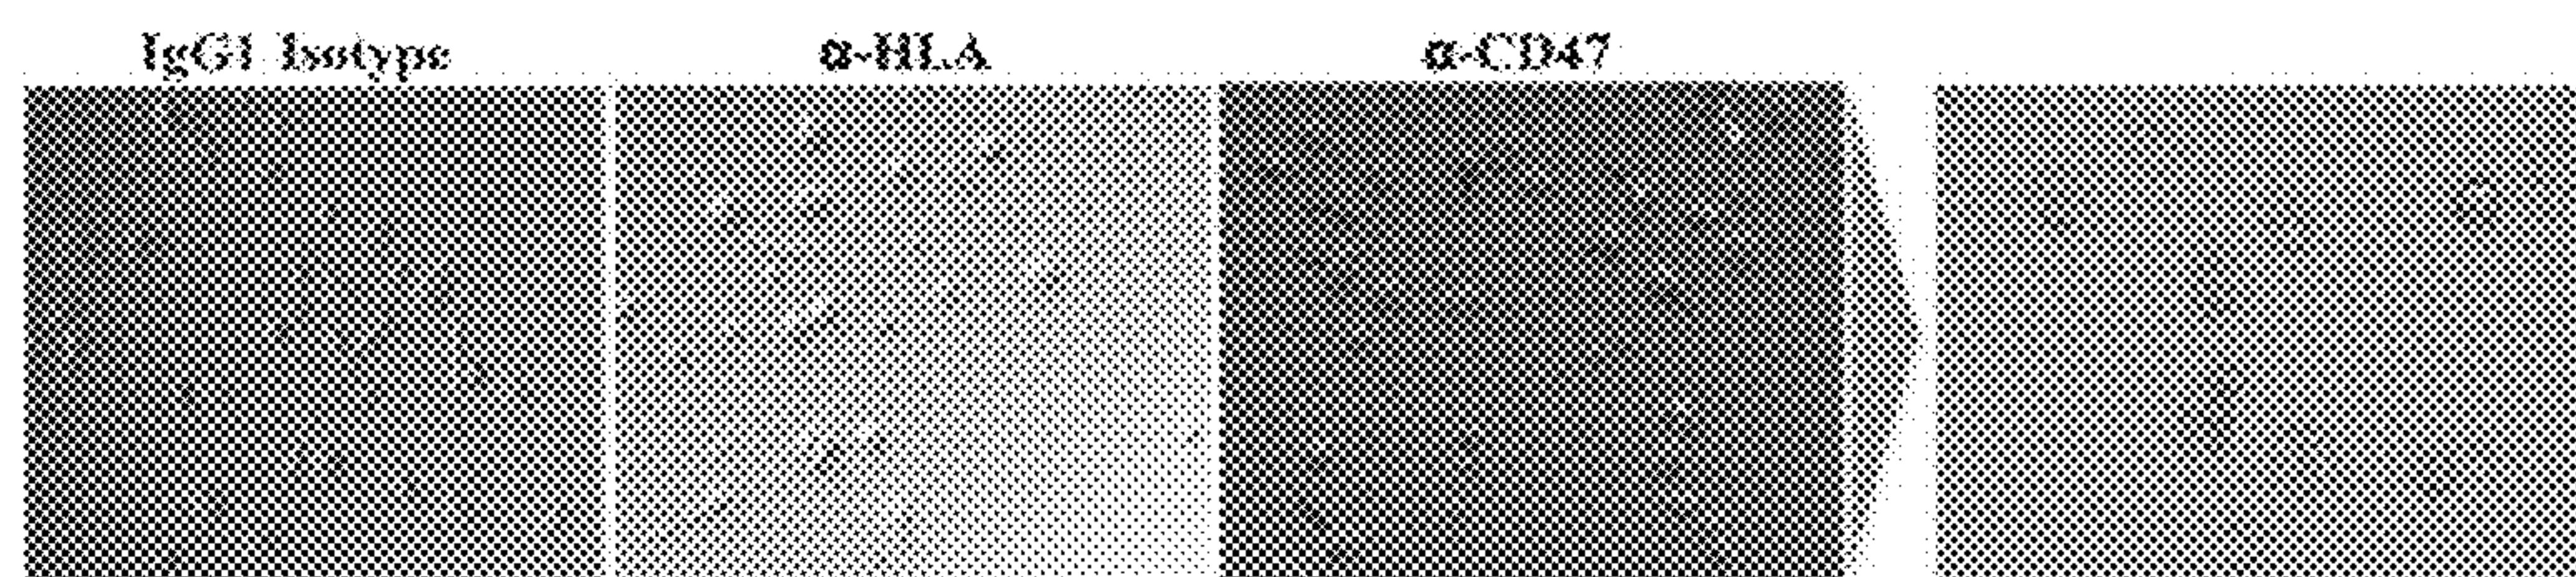 IgG1 Isotype
α-HLA
α-CD47